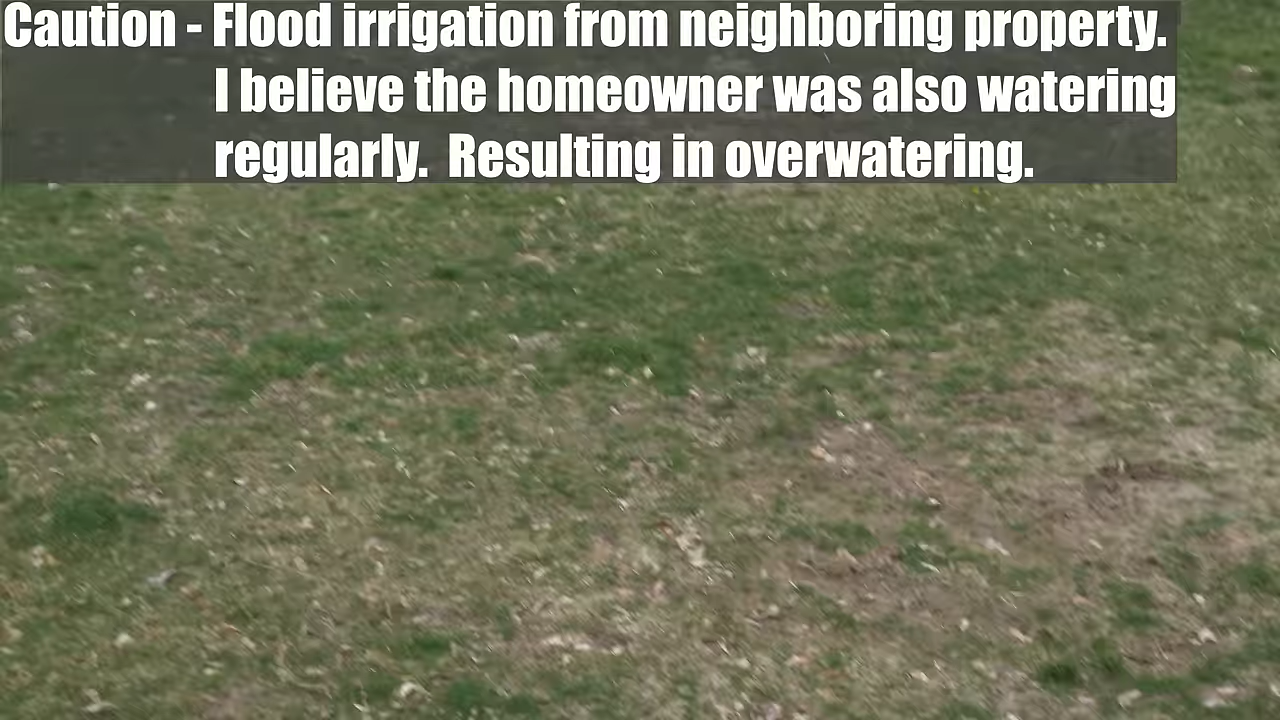 Caution - Flood irrigation from neighboring property.
I believe the homeowner was also watering
regularly. Resulting in overwatering.